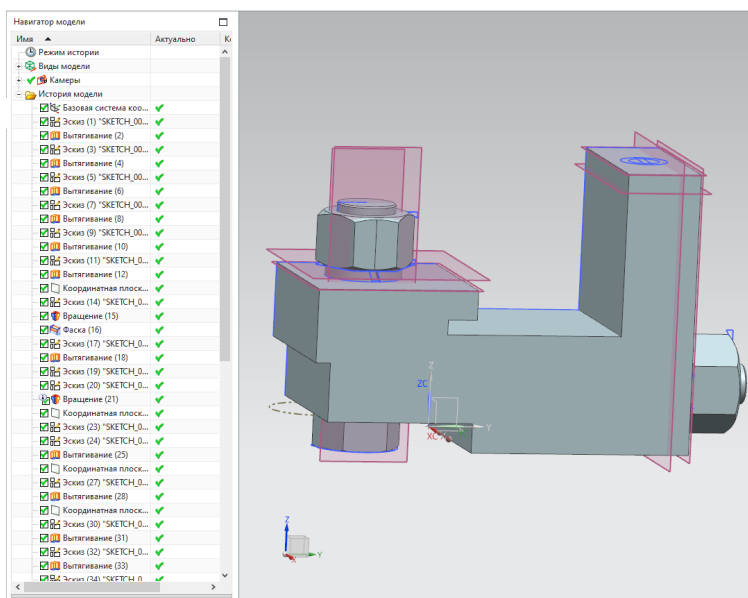 Навигатор модели
Имя Актуально
Режим истории
Виды модели
Камеры
История модели
Базовая система коо...
Эскиз (1) "SKETCH_00...
Вытягивание (2)
Эскиз (3) "SKETCH_00...
Вытягивание (4)
Эскиз (5) "SKETCH_00...
Вытягивание (6)
Эскиз (7) "SKETCH_00...
Вытягивание (8)
Эскиз (9) "SKETCH_00...
Вытягивание (10)
Эскиз (11) "SKETCH_0...
Вытягивание (12)
Координатная плоск...
Эскиз (14) "SKETCH_0...
Вращение (15)
Фаска (16)
Эскиз (17) "SKETCH_0...
Вытягивание (18)
Эскиз (19) "SKETCH_0...
Эскиз (20) "SKETCH_0...
Вращение (21)
Координатная плоск...
Эскиз (23) "SKETCH_0...
Эскиз (24) "SKETCH_0...
Вытягивание (25)
Координатная плоск...
Эскиз (27) "SKETCH_0...
Вытягивание (28)
Координатная плоск...
Эскиз (30) "SKETCH_0...
Вытягивание (31)
Эскиз (32) "SKETCH_0...
Вытягивание (33)
Эскиз (34) "SKETCH_0...
Z
ZC
Y
XC
X
Z
Y
X